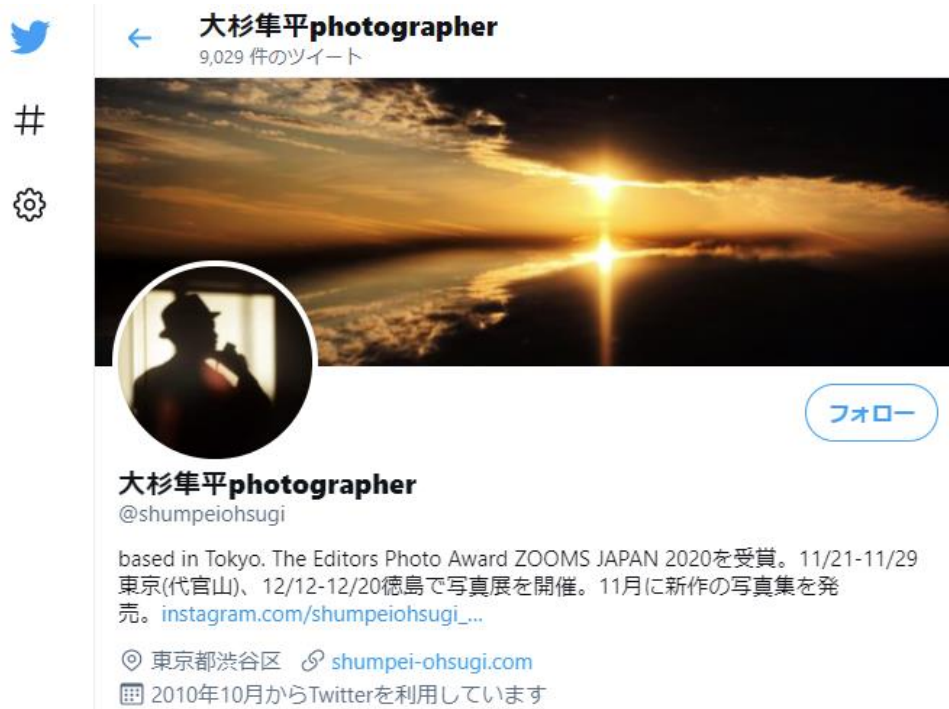 大杉隼平photographer
9,029 件のツイート
フォロー
大杉隼平photographer
@shumpeiohsugi
based in Tokyo. The Editors Photo Award ZOOMS JAPAN 2020を受賞。11/21-11/29
東京(代官山)、12/12-12/20徳島で写真展を開催。11月に新作の写真集を発
売。instagram.com/shumpeiohsugi_...
東京都渋谷区 shumpei-ohsugi.com
2010年10月からTwitterを利用しています